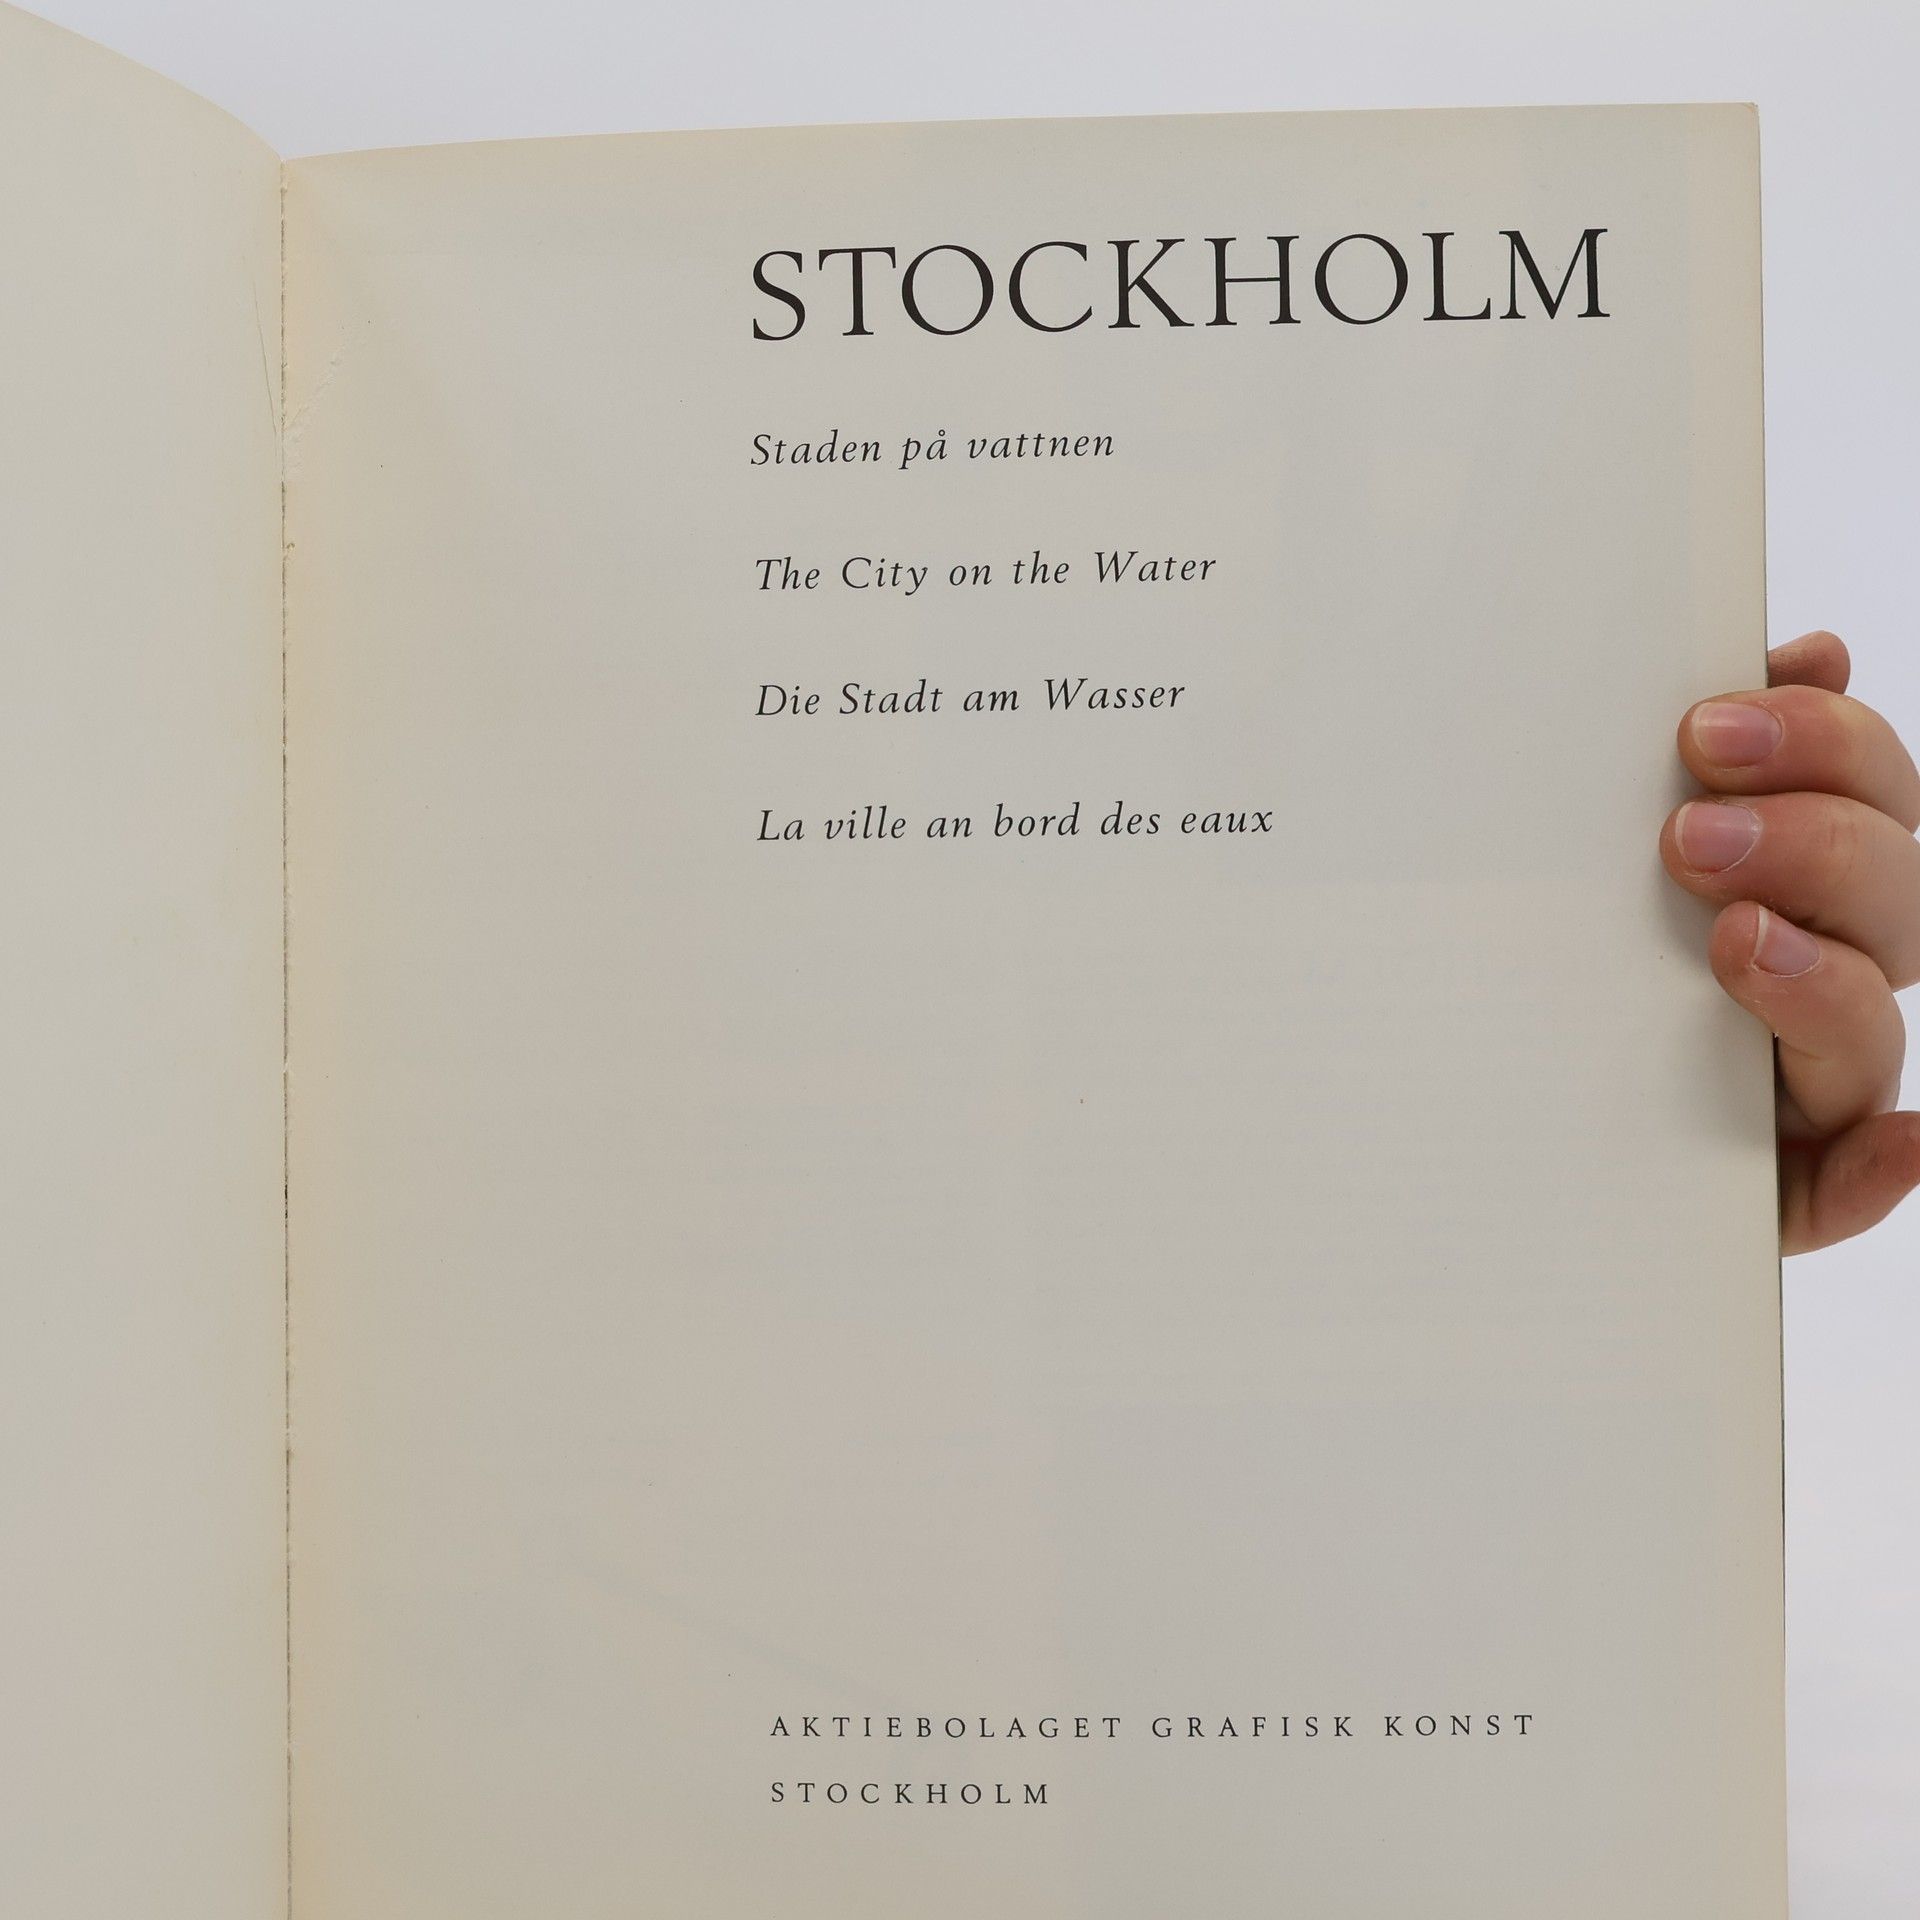 STOCKHOLM
Staden på vattnen
The City on the Water
Die Stadt am Wasser
La ville an bord des eaux
AKTIEBOLAGET GRAFISK KONST
STOCKHOLM